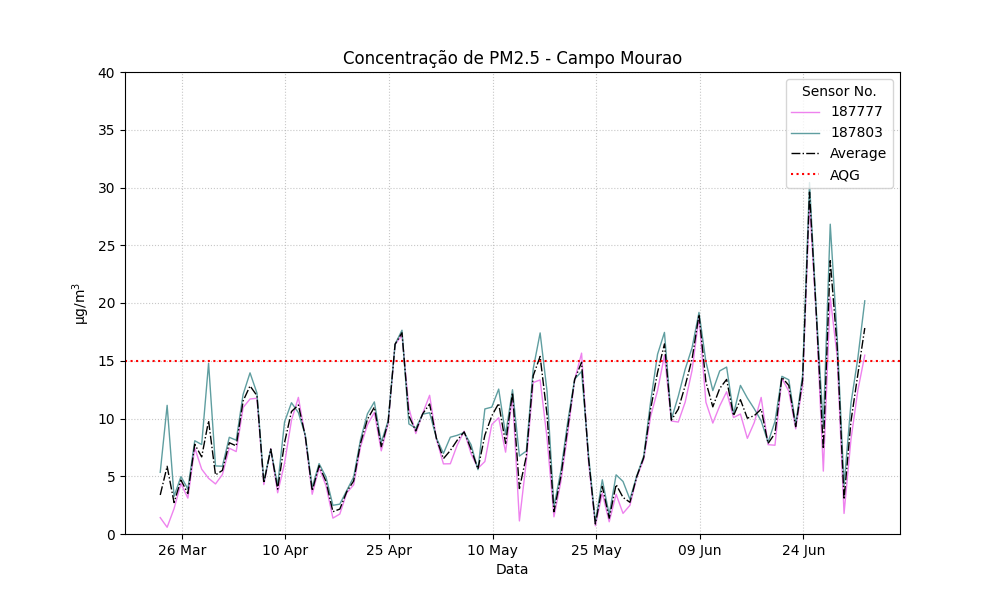 Concentração de PM2.5 - Campo Mourao
40
35
30
25
20
15
10
5
0
µg/m³
26 Mar
10 Apr
25 Apr
10 May
25 May
09 Jun
24 Jun
Data
Sensor No.
187777
187803
Average
AQG